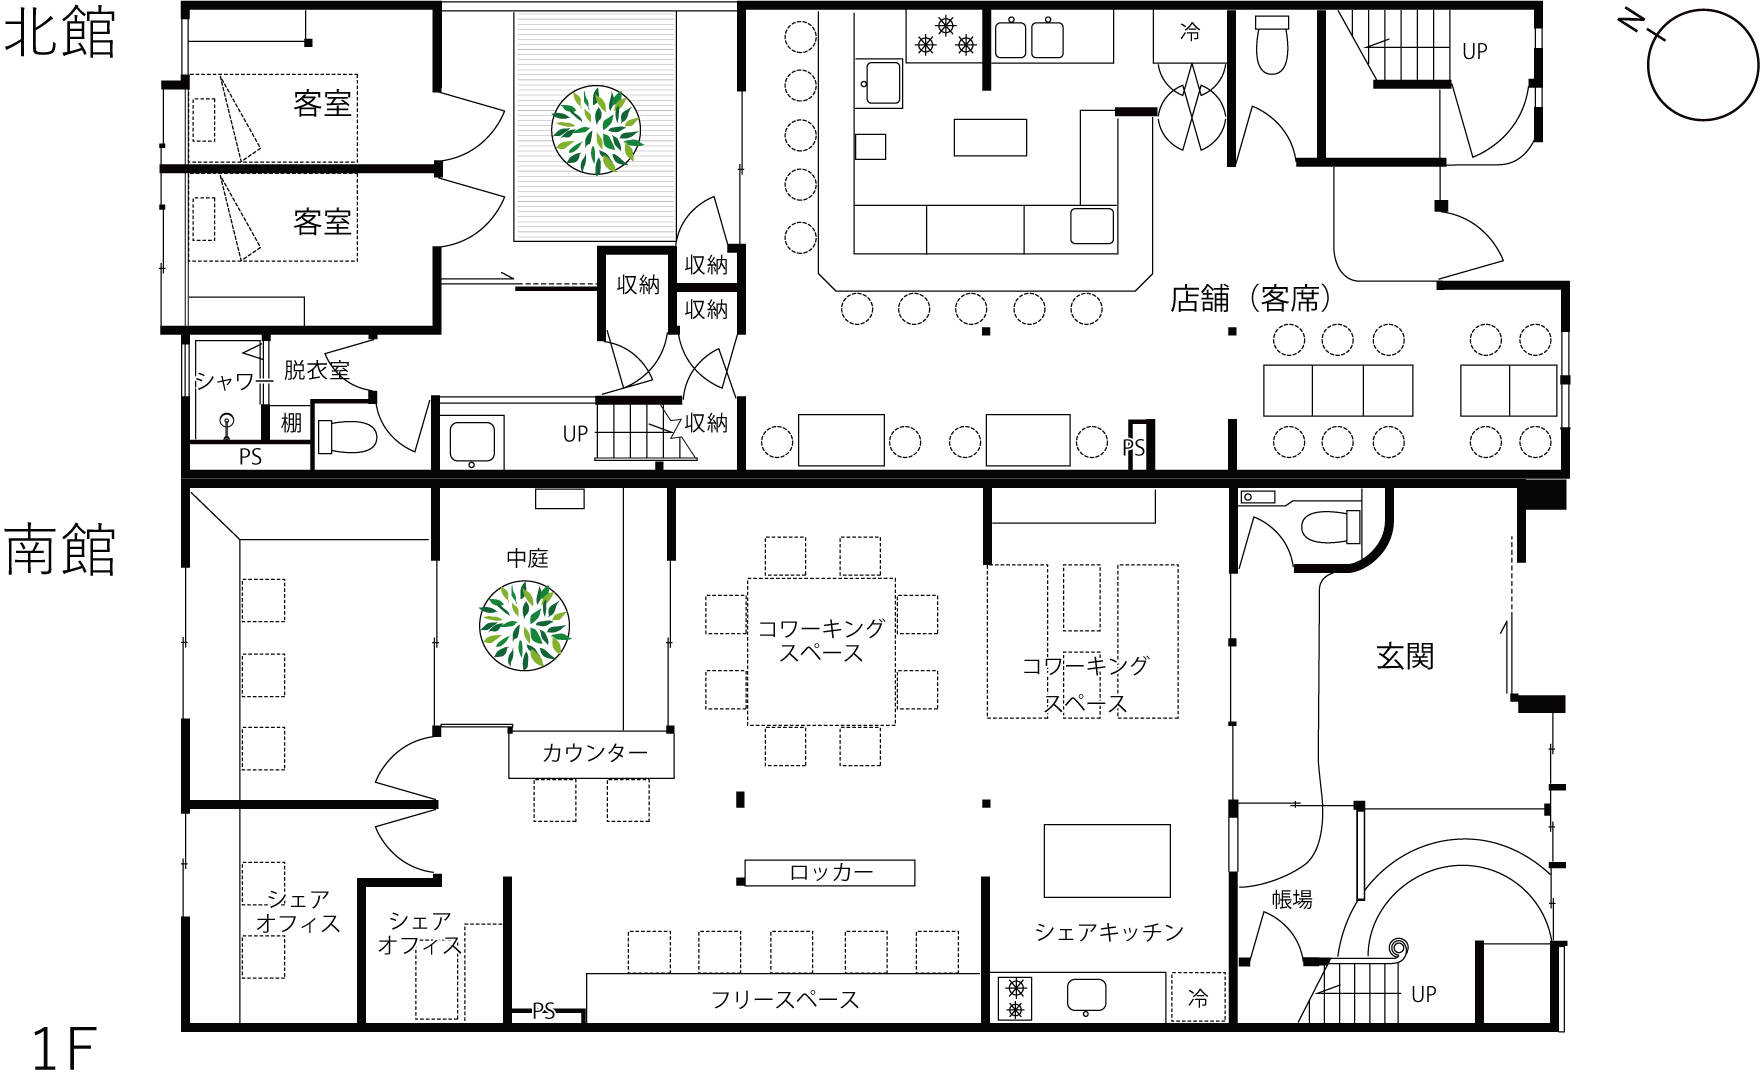 北館
N
冷
UP
客室
客室
収納
収納
収納
店舗（客席）
シャワー
脱衣室
棚
UP
収納
PS
PS
南館
中庭
コワーキング
スペース
コワーキング
スペース
玄関
カウンター
ロッカー
シェア
オフィス
シェア
オフィス
シェアキッチン
帳場
フリースペース
PS
冷
UP
1F